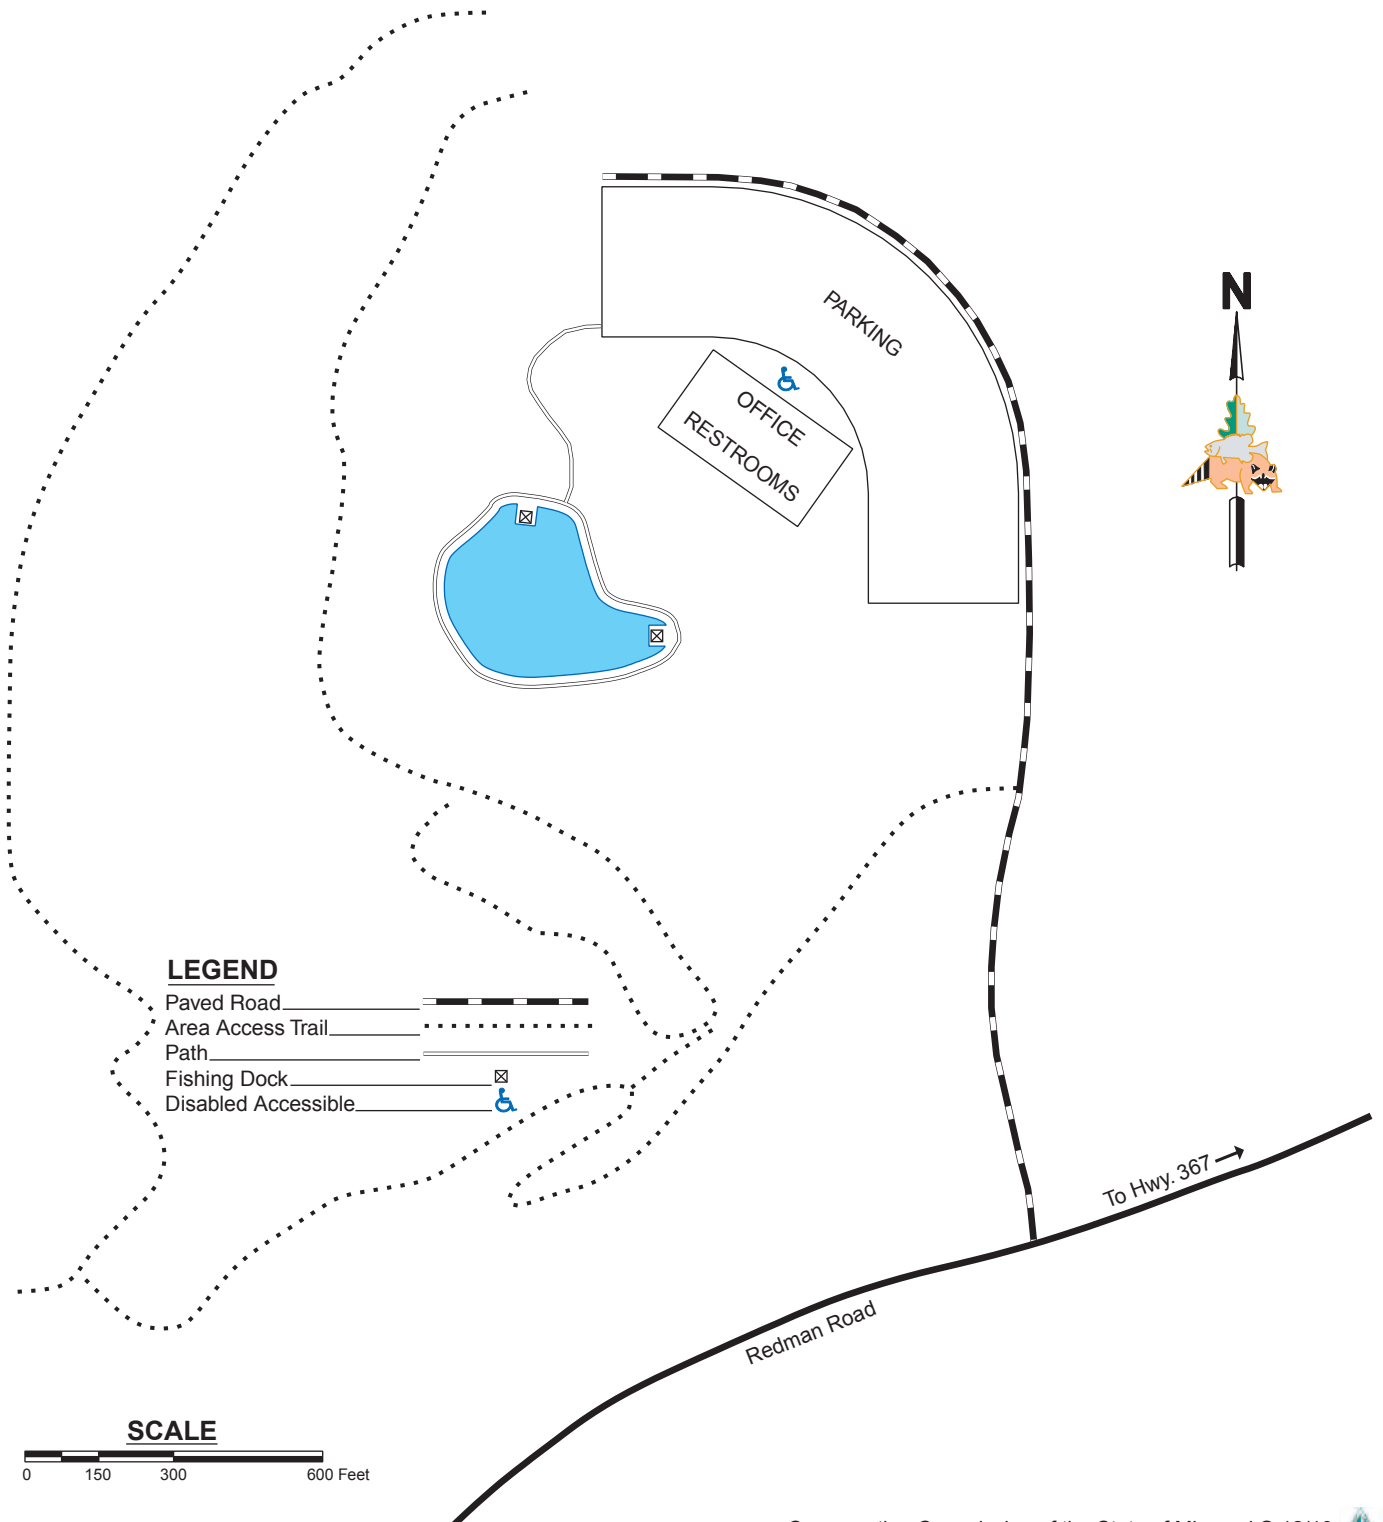 N
PARKING
OFFICE
RESTROOMS
LEGEND
Paved Road
Area Access Trail
Path
Fishing Dock
Disabled Accessible
To Hwy. 367
Redman Road
SCALE
0 150 300 600 Feet